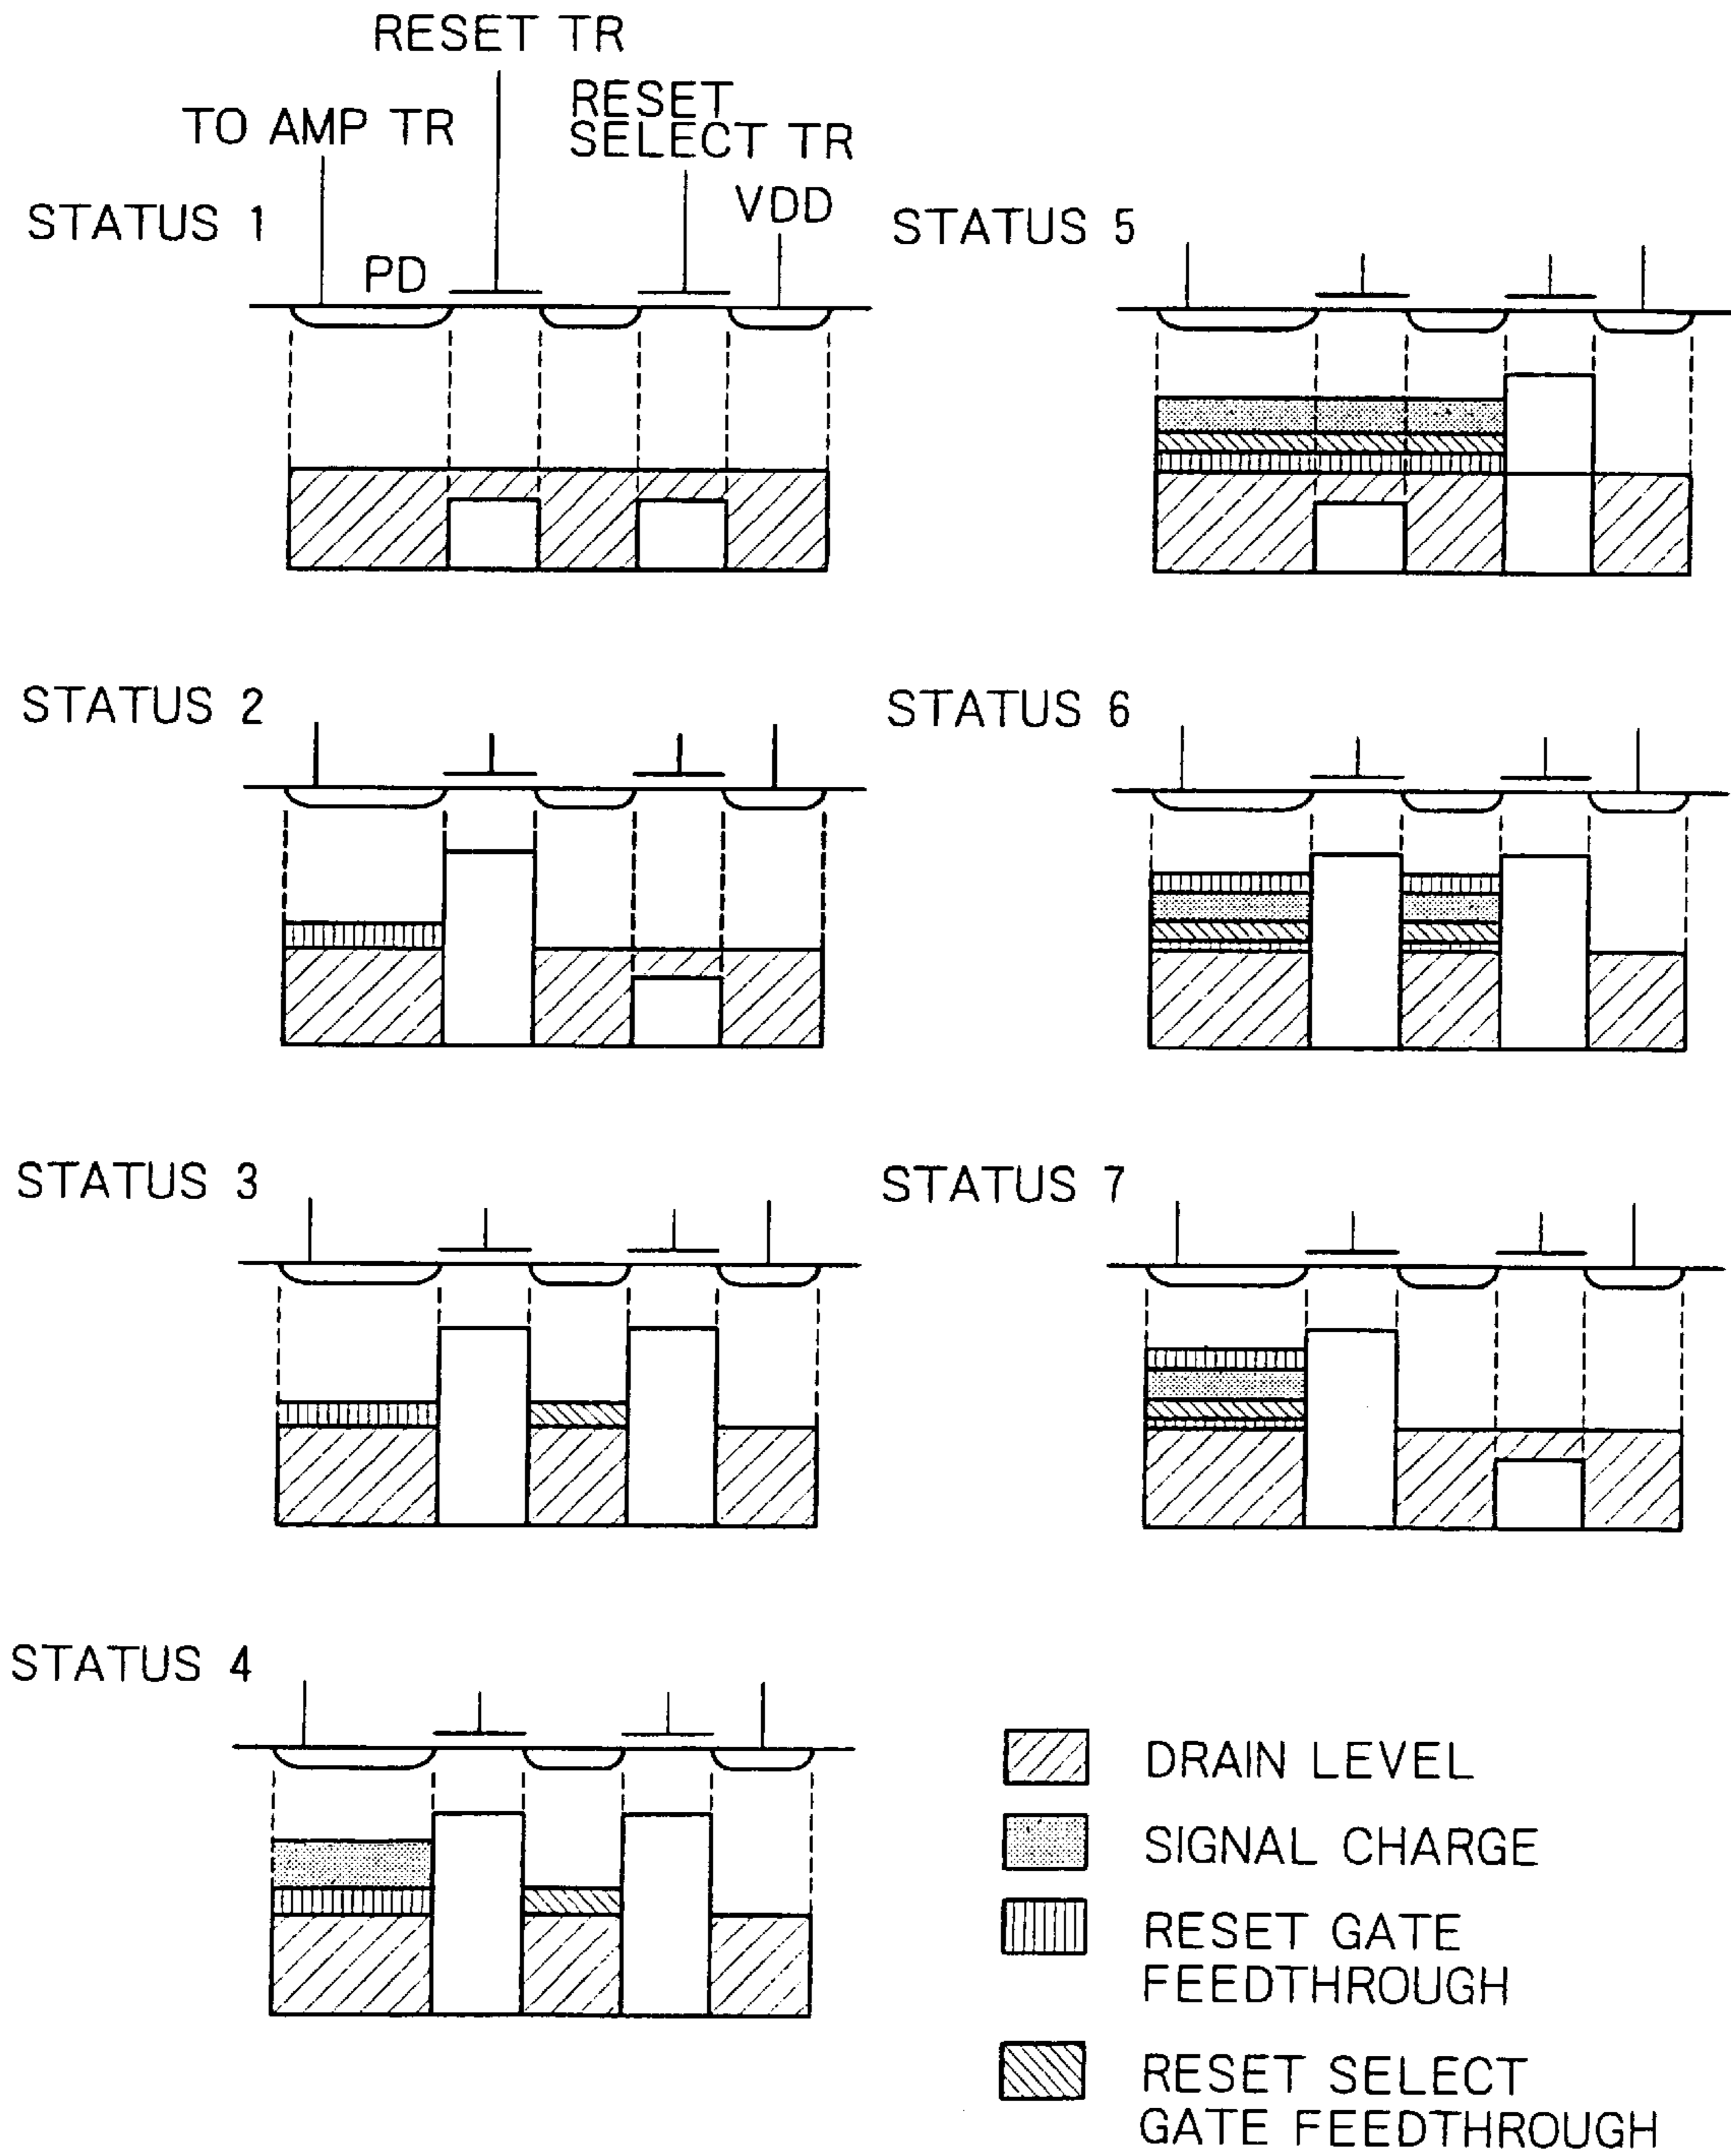 RESET TR
TO AMP TR
RESET
SELECT TR
VDD
PD
STATUS 1
STATUS 2
STATUS 3
STATUS 4
STATUS 5
STATUS 6
STATUS 7
DRAIN LEVEL
SIGNAL CHARGE
RESET GATE
FEEDTHROUGH
RESET SELECT
GATE FEEDTHROUGH